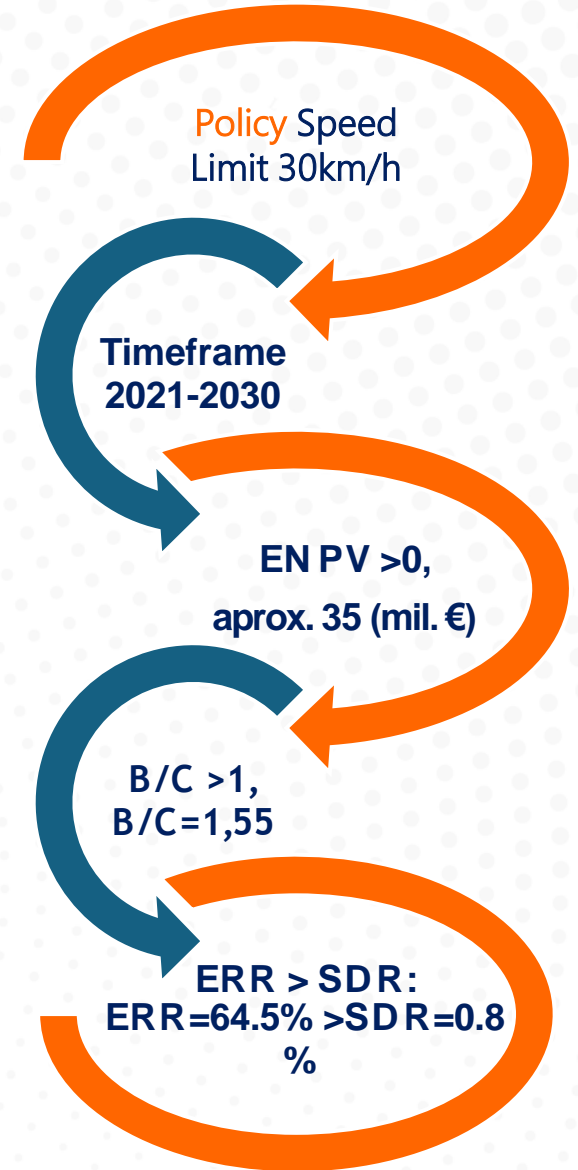 Policy Speed
Limit 30km/h
Timeframe
2021-2030
EN PV >0,
aprox. 35 (mil. €)
B/C >1,
B/C=1,55
ERR > SDR:
ERR=64.5% >SDR=0.8
%